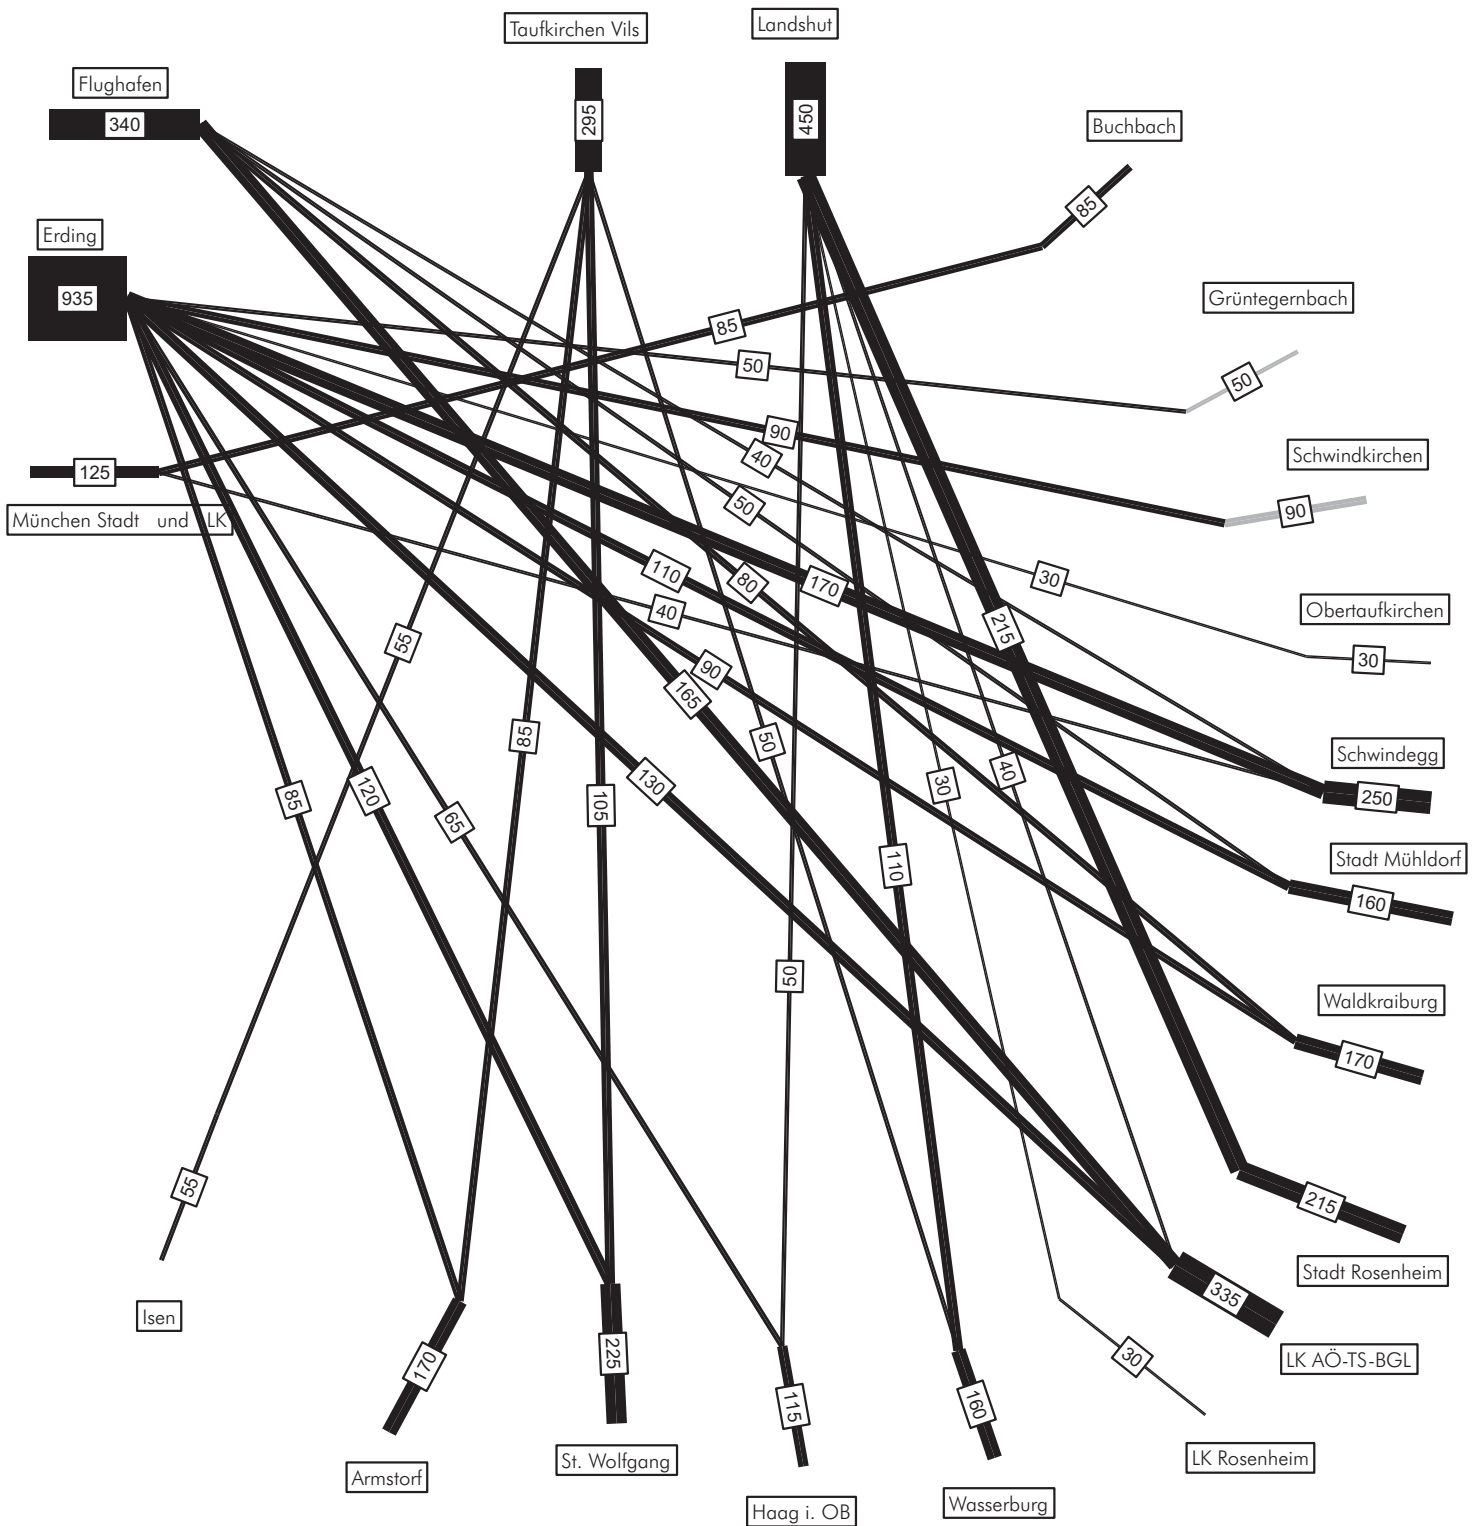 Taufkirchen Vils
Landshut
Flughafen
340
295
450
Buchbach
85
Erding
935
Grüntegernbach
85
50
50
90
40
Schwindkirchen
125
90
München Stadt und LK
50
110
80
170
30
40
Obertaufkirchen
215
55
30
90
165
85
50
Schwindegg
130
40
30
250
85
120
105
65
Stadt Mühldorf
110
160
50
Waldkraiburg
170
55
215
Stadt Rosenheim
335
Isen
LK AÖ-TS-BGL
170
225
30
115
160
Armstorf
St. Wolfgang
LK Rosenheim
Haag i. OB
Wasserburg